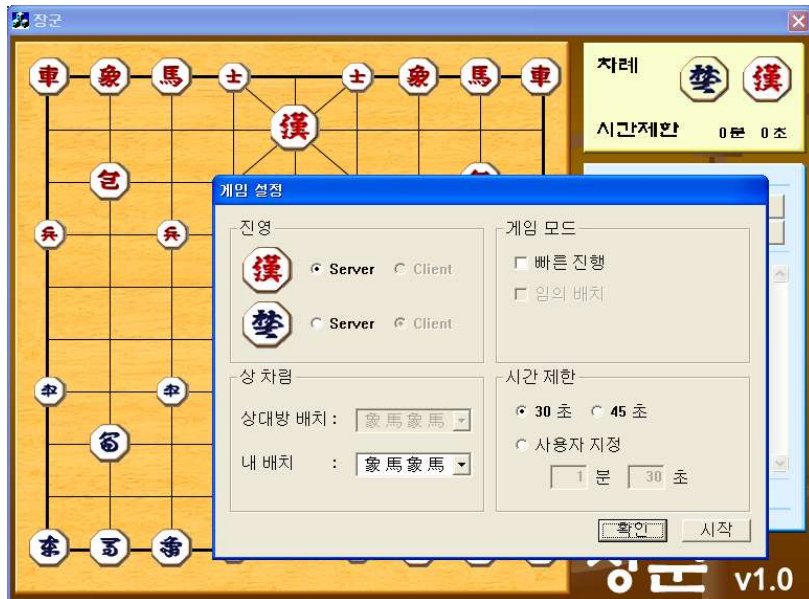 장군
車 象 馬 士 士 象 馬 車
漢
包
兵 兵
卒 卒
包
車 馬 象
차례 楚 漢
시간제한 0분 0초
게임 설정
진영
漢 Server Client
楚 Server Client
게임 모드
빠른 진행
임의 배치
상 차림
상대방 배치 : 象馬象馬
내 배치 : 象馬象馬
시간 제한
30 초 45 초
사용자 지정
1 분 30 초
확인 시작
v1.0